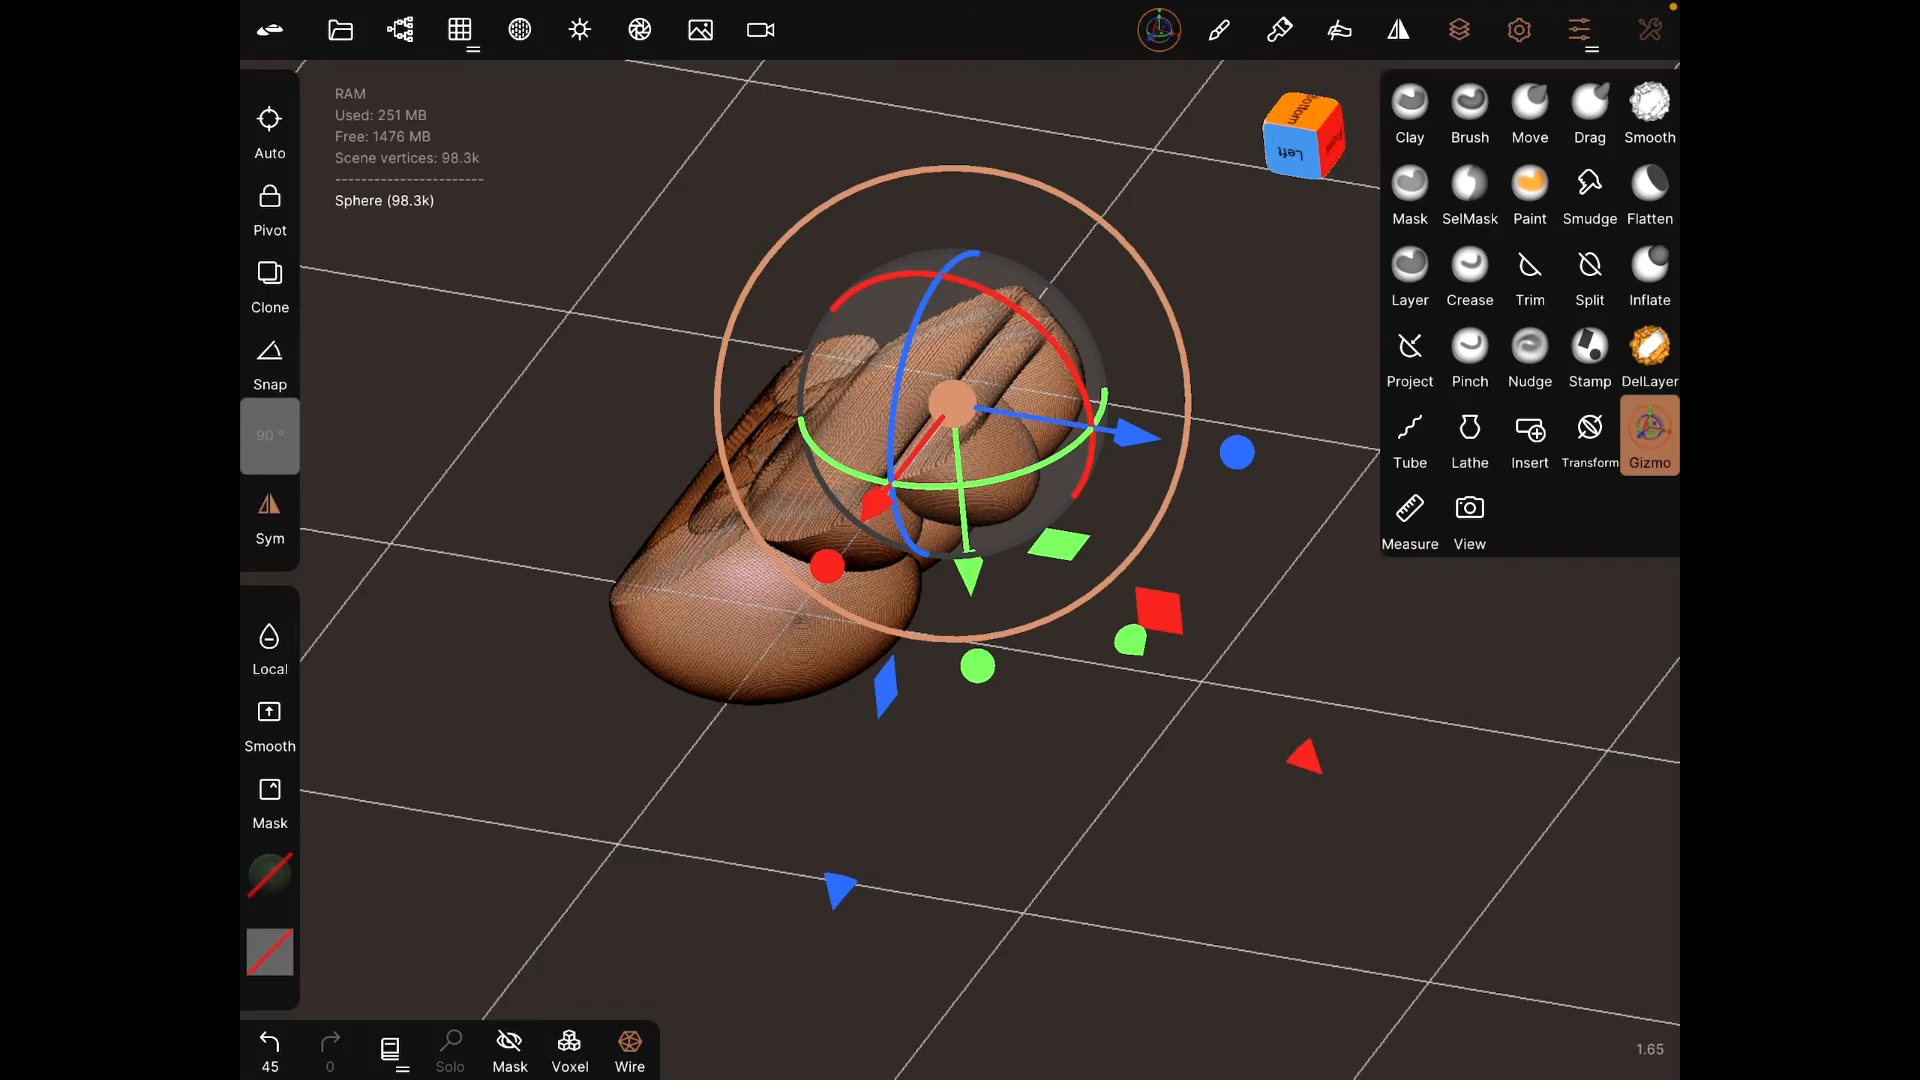 RAM
Used: 251 MB
Free: 1476 MB
Scene vertices: 98.3k
-----------------------
Sphere (98.3k)
Auto
Pivot
Clone
Snap
90 °
Sym
Local
Smooth
Mask
Bottom
Left
Front
Clay Brush Move Drag Smooth
Mask SelMask Paint Smudge Flatten
Layer Crease Trim Split Inflate
Project Pinch Nudge Stamp DelLayer
Tube Lathe Insert Transform Gizmo
Measure View
45 0 Solo Mask Voxel Wire
1.65